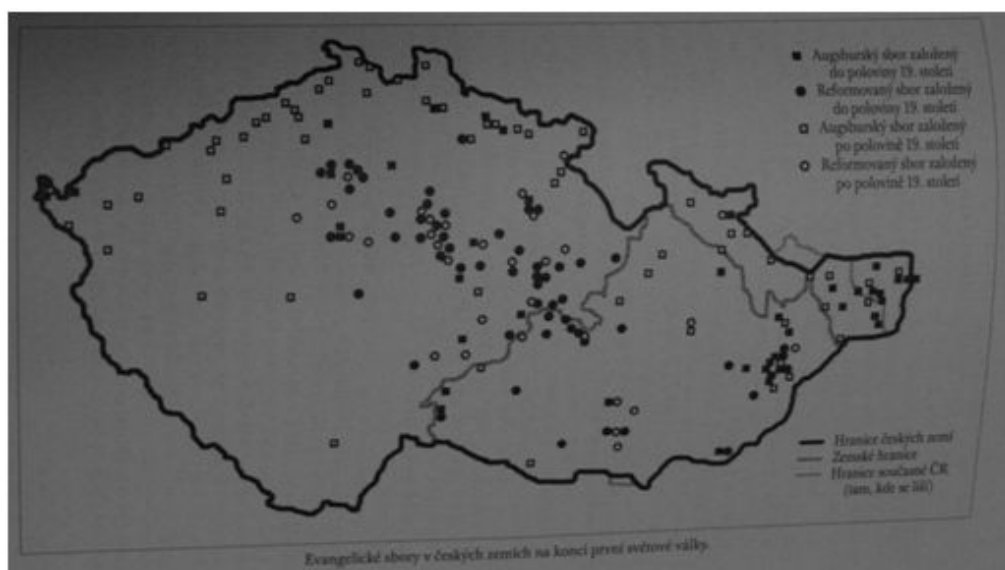 Augsburský sbor založený
do poloviny 19. století
Reformovaný sbor založený
do poloviny 19. století
Augsburský sbor založený
po polovině 19. století
Reformovaný sbor založený
po polovině 19. století
Hranice českých zemí
Zemské hranice
Hranice současné ČR
(tam, kde se liší)
Evangelické sbory v českých zemích na konci první světové války.